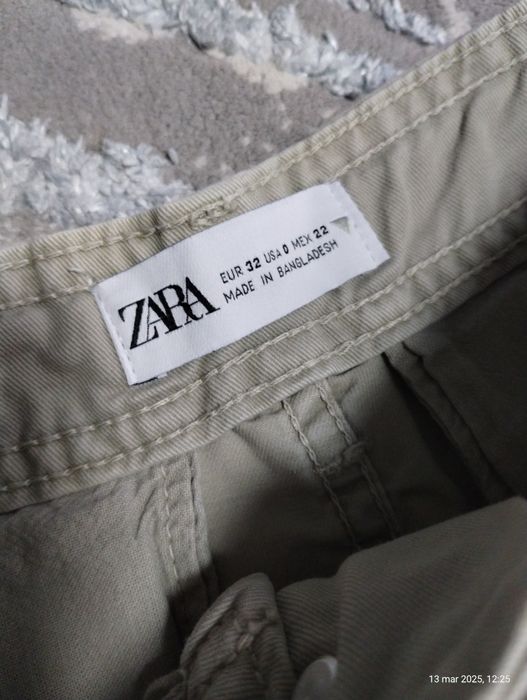 ZARA
EUR 32 USA 0 MEX 22
MADE IN BANGLADESH
13 mar 2025, 12:25